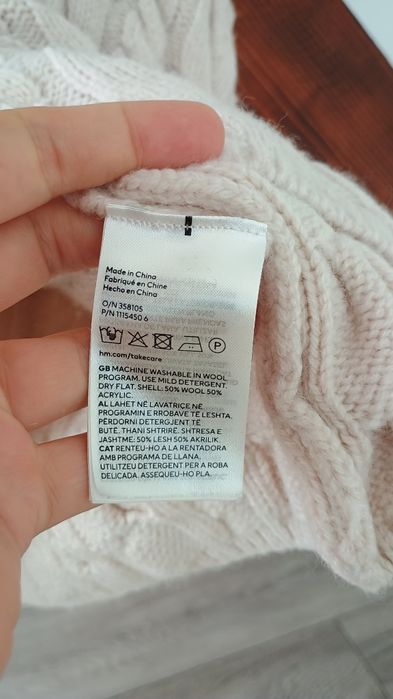 Made in China
Fabriqué en Chine
Hecho en China
O/N 358105
P/N 1115450 6
P
hm.com/takecare
GB MACHINE WASHABLE IN WOOL
PROGRAM. USE MILD DETERGENT.
DRY FLAT. SHELL: 50% WOOL 50%
ACRYLIC.
AL LAHET NË LAVATRICE NË
PROGRAMIN E RROBAVE TË LESHTA.
PËRDORNI DETERGJENT TË
BUTË. THANI SHTRIRË. SHTRESA E
JASHTME: 50% LESH 50% AKRILIK.
CAT RENTEU-HO A LA RENTADORA
AMB PROGRAMA DE LLANA.
UTILITZEU DETERGENT PER A ROBA
DELICADA. ASSEQUEU-HO PLA.